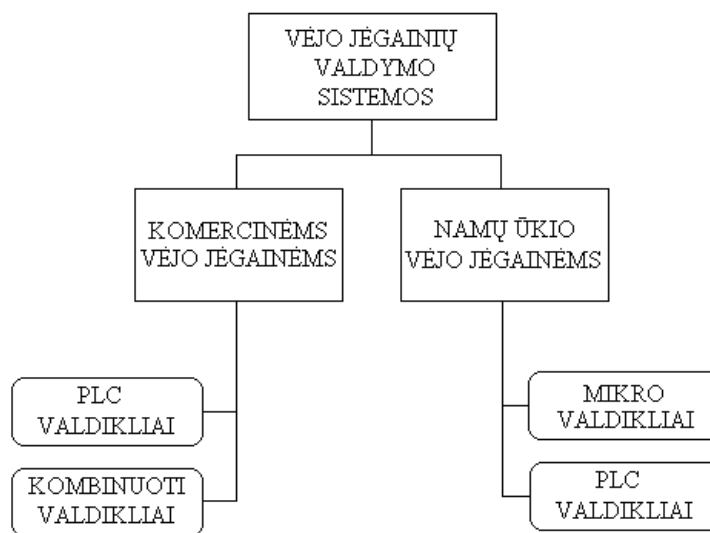 VĖJO JĖGAINIŲ
VALDYMO
SISTEMOS
KOMERCINĖMS
VĖJO JĖGAINĖMS
NAMŲ ŪKIO
VĖJO JĖGAINĖMS
PLC
VALDIKLIAI
KOMBINUOTI
VALDIKLIAI
MIKRO
VALDIKLIAI
PLC
VALDIKLIAI